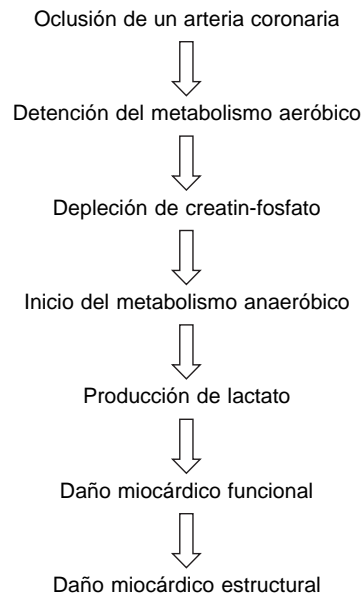 Oclusión de un arteria coronaria
Detención del metabolismo aeróbico
Depleción de creatin-fosfato
Inicio del metabolismo anaeróbico
Producción de lactato
Daño miocárdico funcional
Daño miocárdico estructural